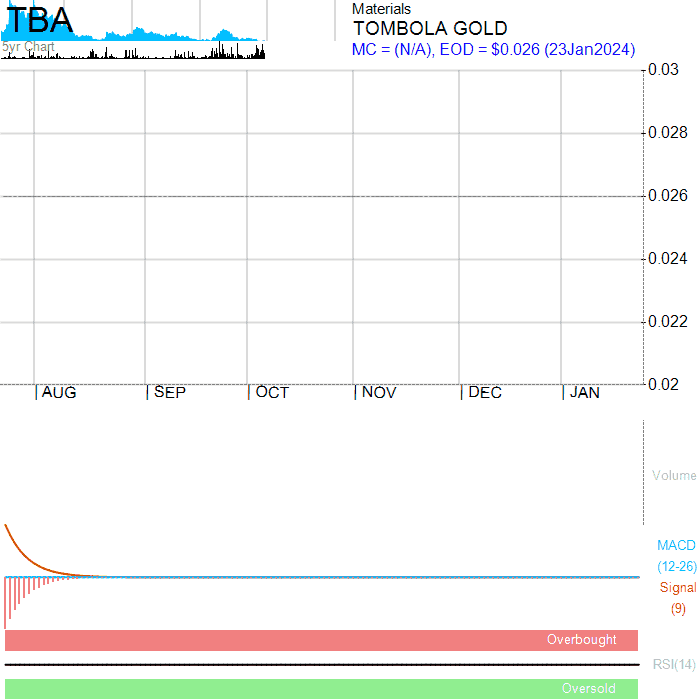 TBA
5yr Chart
Materials
TOMBOLA GOLD
MC = (N/A), EOD = $0.026 (23Jan2024)
0.03
0.028
0.026
0.024
0.022
0.02
AUG SEP OCT NOV DEC JAN
Volume
MACD
(12-26)
Signal
(9)
Overbought
RSI(14)
Oversold